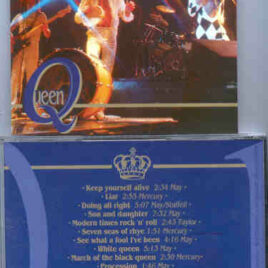 Queen
• Keep yourself alive 2:34 May •
• Liar 2:55 Mercury •
• Doing all right 5:07 May/Staffell •
• Son and daughter 7:32 May •
• Modern times rock 'n' roll 2:43 Taylor •
• Seven seas of rhye 1:51 Mercury •
• See what a fool I've been 4:16 May •
• White queen 5:13 May •
• March of the black queen 2:30 Mercury •
• Procession 1:46 May •